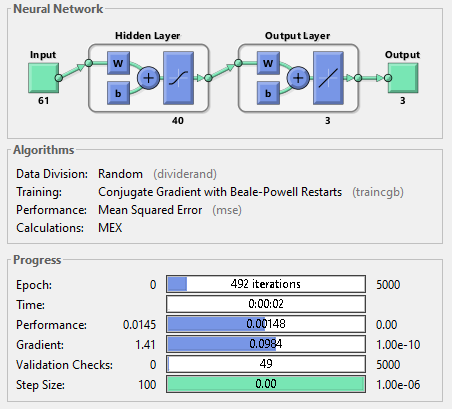 Neural Network
Hidden Layer Output Layer
Input Output
W W
b b
61 40 3 3
Algorithms
Data Division: Random (dividerand)
Training: Conjugate Gradient with Beale-Powell Restarts (traincgb)
Performance: Mean Squared Error (mse)
Calculations: MEX
Progress
Epoch: 0 492 iterations 5000
Time: 0:00:02
Performance: 0.0145 0.00148 0.00
Gradient: 1.41 0.0984 1.00e-10
Validation Checks: 0 49 5000
Step Size: 100 0.00 1.00e-06